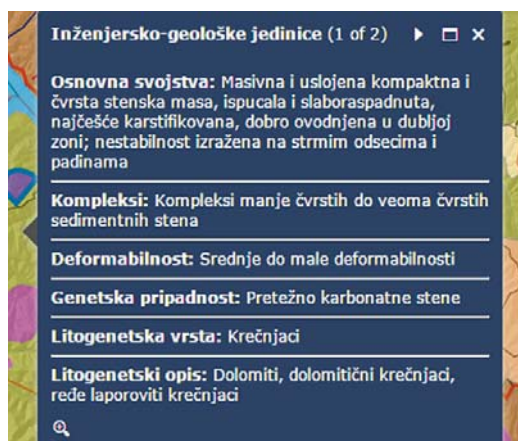 Inženjersko-geološke jedinice (1 of 2)
Osnovna svojstva: Masivna i uslojena kompaktna i
čvrsta stenska masa, ispucala i slaboraspadnuta,
najčešće karstifikovana, dobro ovodnjena u dubljoj
zoni; nestabilnost izražena na strmim odsecima i
padinama
Kompleksi: Kompleksi manje čvrstih do veoma čvrstih
sedimentnih stena
Deformabilnost: Srednje do male deformabilnosti
Genetska pripadnost: Pretežno karbonatne stene
Litogenetska vrsta: Krečnjaci
Litogenetski opis: Dolomiti, dolomitični krečnjaci,
ređe laporoviti krečnjaci